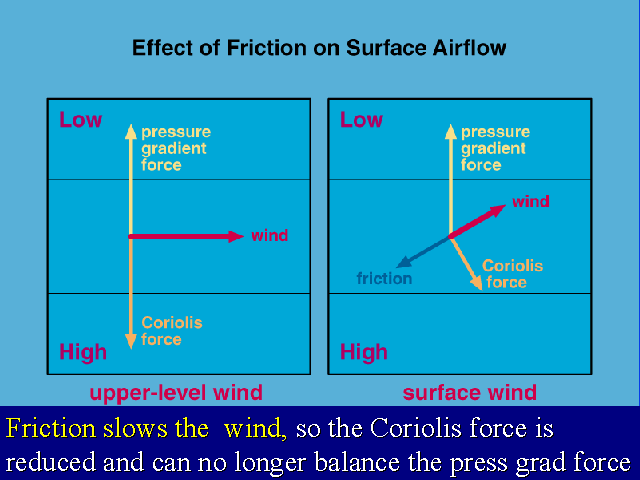 Effect of Friction on Surface Airflow
Low
pressure
gradient
force
wind
Coriolis
force
High
upper-level wind
Low
pressure
gradient
force
wind
friction
Coriolis
force
High
surface wind
Friction slows the wind, so the Coriolis force is
reduced and can no longer balance the press grad force